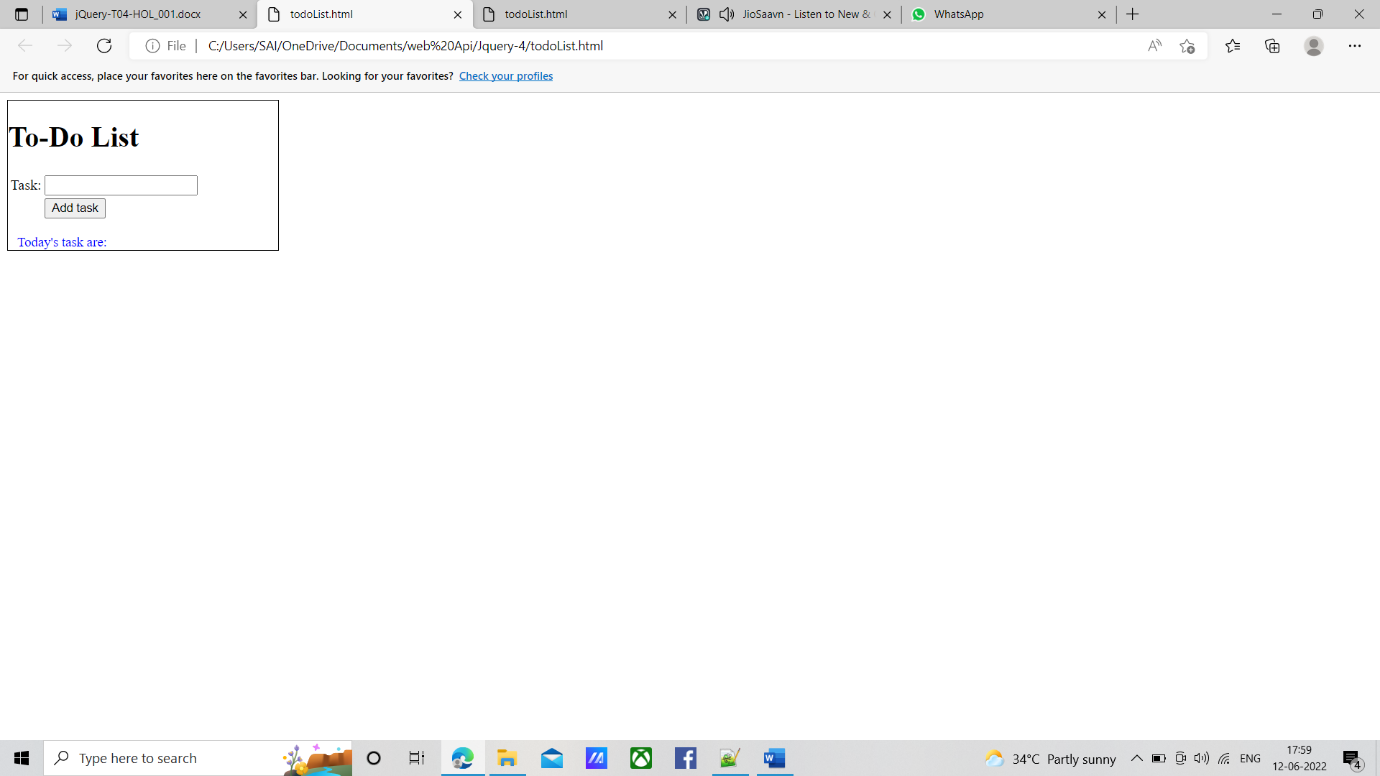 jQuery-T04-HOL_001.docx
todoList.html
todoList.html
JioSaavn - Listen to New &
WhatsApp
File
C:/Users/SAI/OneDrive/Documents/web%20Api/Jquery-4/todoList.html
For quick access, place your favorites here on the favorites bar. Looking for your favorites? Check your profiles
To-Do List
Task:
Add task
Today's task are:
Type here to search
34°C Partly sunny
ENG
17:59
12-06-2022
4